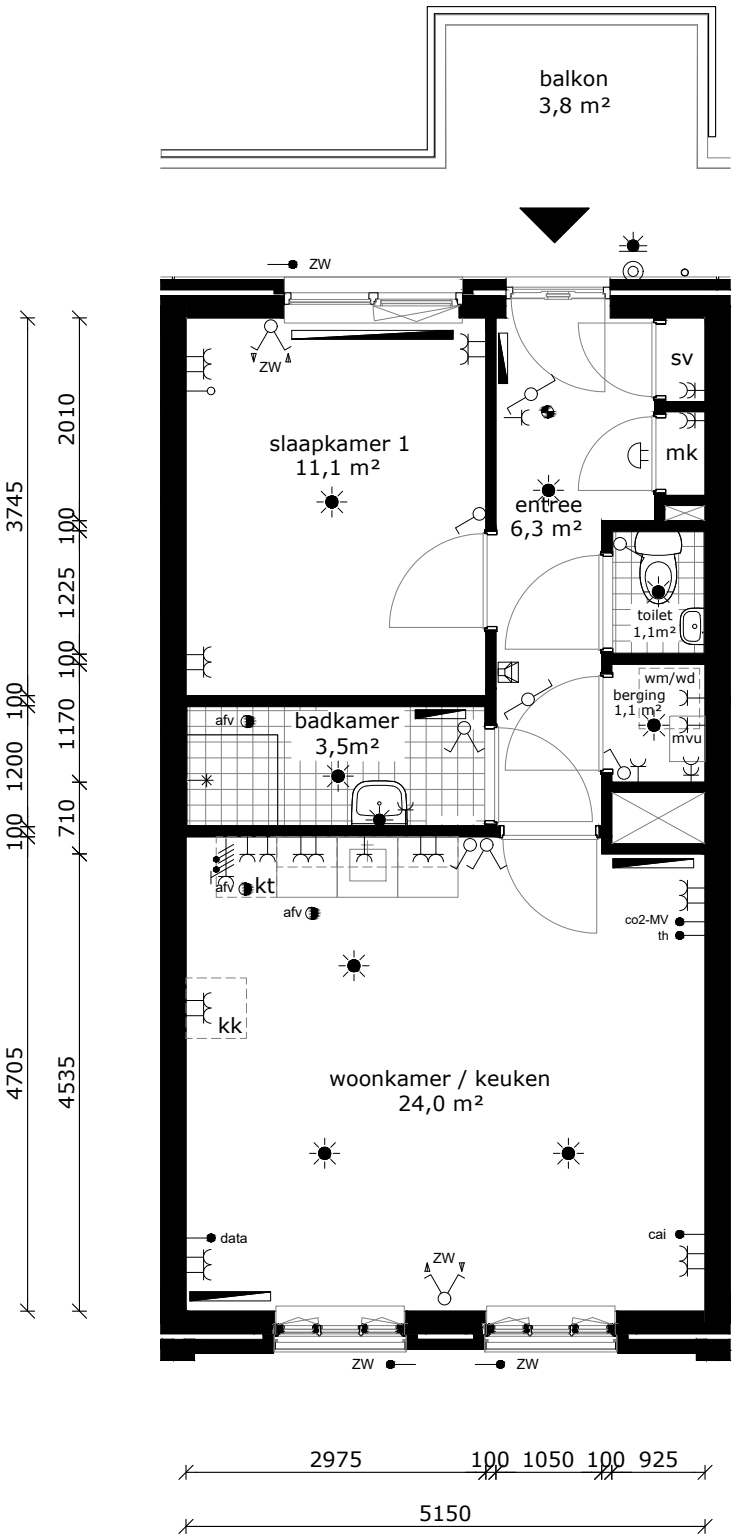 balkon
3,8 m²
ZW
ZW
sv
mk
slaapkamer 1
11,1 m²
entree
6,3 m²
toilet
1,1m²
wm/wd
berging
1,1 m²
mvu
afv
badkamer
3,5m²
afv
kt
afv
co2-MV
th
kk
woonkamer / keuken
24,0 m²
data
cai
ZW
ZW
ZW
3745
100
1200
100
4705
2010
100
1225
100
1170
710
4535
2975
100
1050
100
925
5150